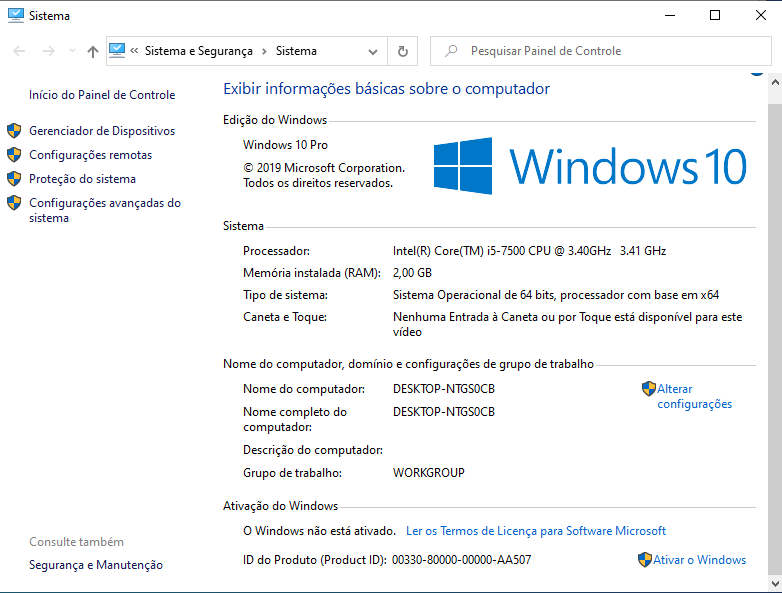 Sistema
« Sistema e Segurança > Sistema
Pesquisar Painel de Controle
Início do Painel de Controle
Gerenciador de Dispositivos
Configurações remotas
Proteção do sistema
Configurações avançadas do
sistema
Consulte também
Segurança e Manutenção
Exibir informações básicas sobre o computador
Edição do Windows
Windows 10 Pro
© 2019 Microsoft Corporation.
Todos os direitos reservados.
Windows 10
Sistema
Processador: Intel(R) Core(TM) i5-7500 CPU @ 3.40GHz 3.41 GHz
Memória instalada (RAM): 2,00 GB
Tipo de sistema: Sistema Operacional de 64 bits, processador com base em x64
Caneta e Toque: Nenhuma Entrada à Caneta ou por Toque está disponível para este
vídeo
Nome do computador, domínio e configurações de grupo de trabalho
Nome do computador: DESKTOP-NTGS0CB
Alterar
configurações
Nome completo do
computador: DESKTOP-NTGS0CB
Descrição do computador:
Grupo de trabalho: WORKGROUP
Ativação do Windows
O Windows não está ativado. Ler os Termos de Licença para Software Microsoft
ID do Produto (Product ID): 00330-80000-00000-AA507
Ativar o Windows